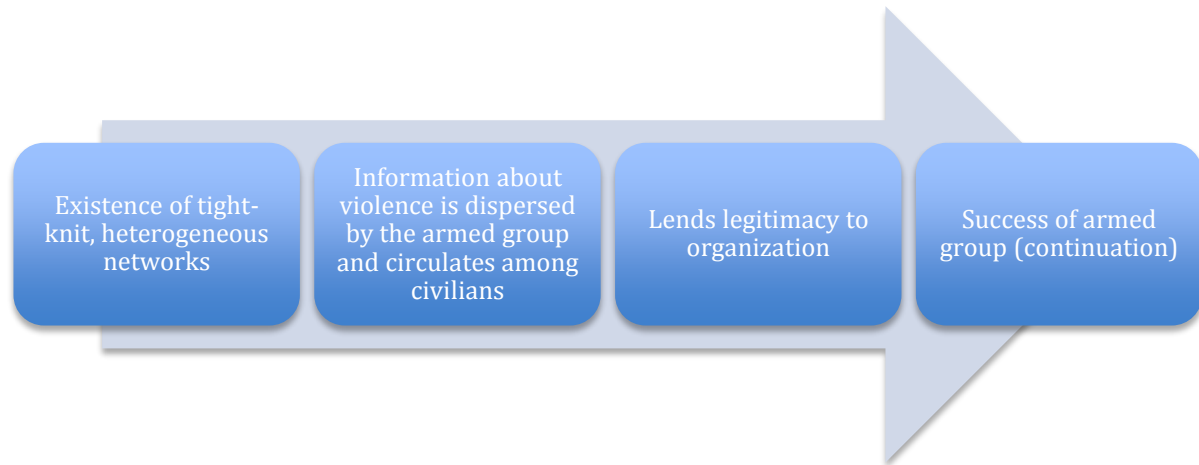 Existence of tight-
knit, heterogeneous
networks
Information about
violence is dispersed
by the armed group
and circulates among
civilians
Lends legitimacy to
organization
Success of armed
group (continuation)